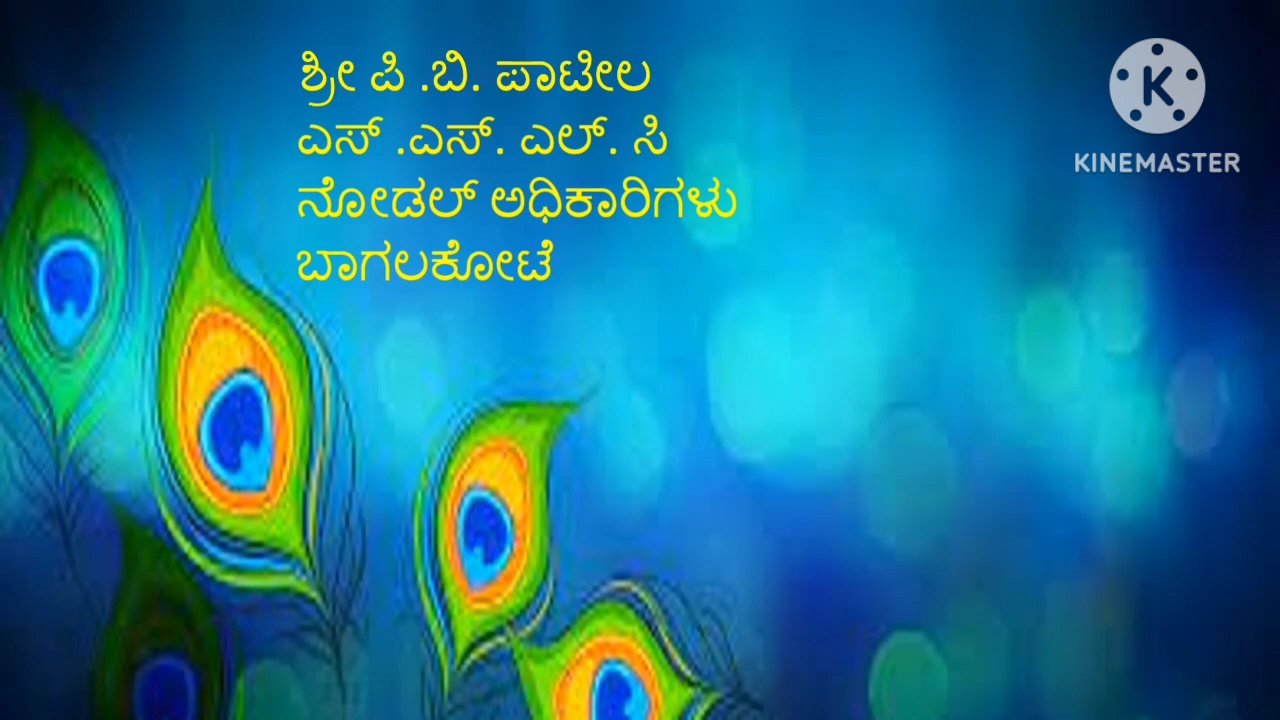 ಶ್ರೀ ಪಿ .ಬಿ. ಪಾಟೀಲ
ಎಸ್ .ಎಸ್. ಎಲ್. ಸಿ
ನೋಡಲ್ ಅಧಿಕಾರಿಗಳು
ಬಾಗಲಕೋಟೆ
K
KINEMASTER